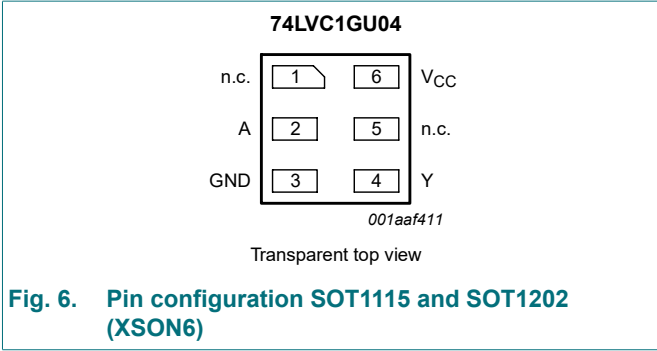 74LVC1GU04
n.c. 1 6 VCC
A 2 5 n.c.
GND 3 4 Y
001aaf411
Transparent top view
Fig. 6. Pin configuration SOT1115 and SOT1202
(XSON6)